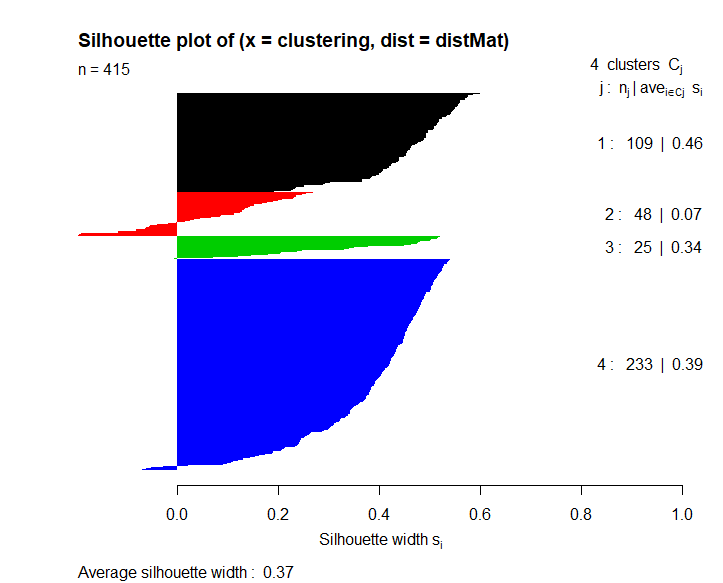 Silhouette plot of (x = clustering, dist = distMat)
n = 415
4 clusters Cj
j : nj | avei∈Cj si
1 : 109 | 0.46
2 : 48 | 0.07
3 : 25 | 0.34
4 : 233 | 0.39
0.0 0.2 0.4 0.6 0.8 1.0
Silhouette width si
Average silhouette width : 0.37